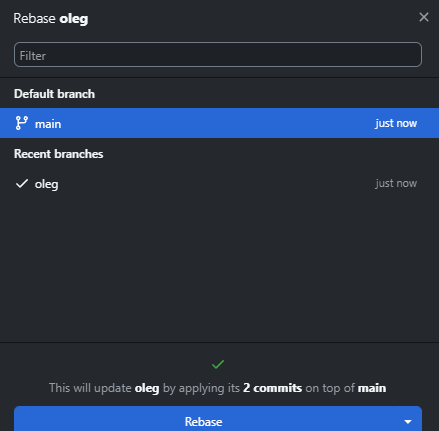 Rebase oleg
Filter
Default branch
main just now
Recent branches
oleg just now
This will update oleg by applying its 2 commits on top of main
Rebase